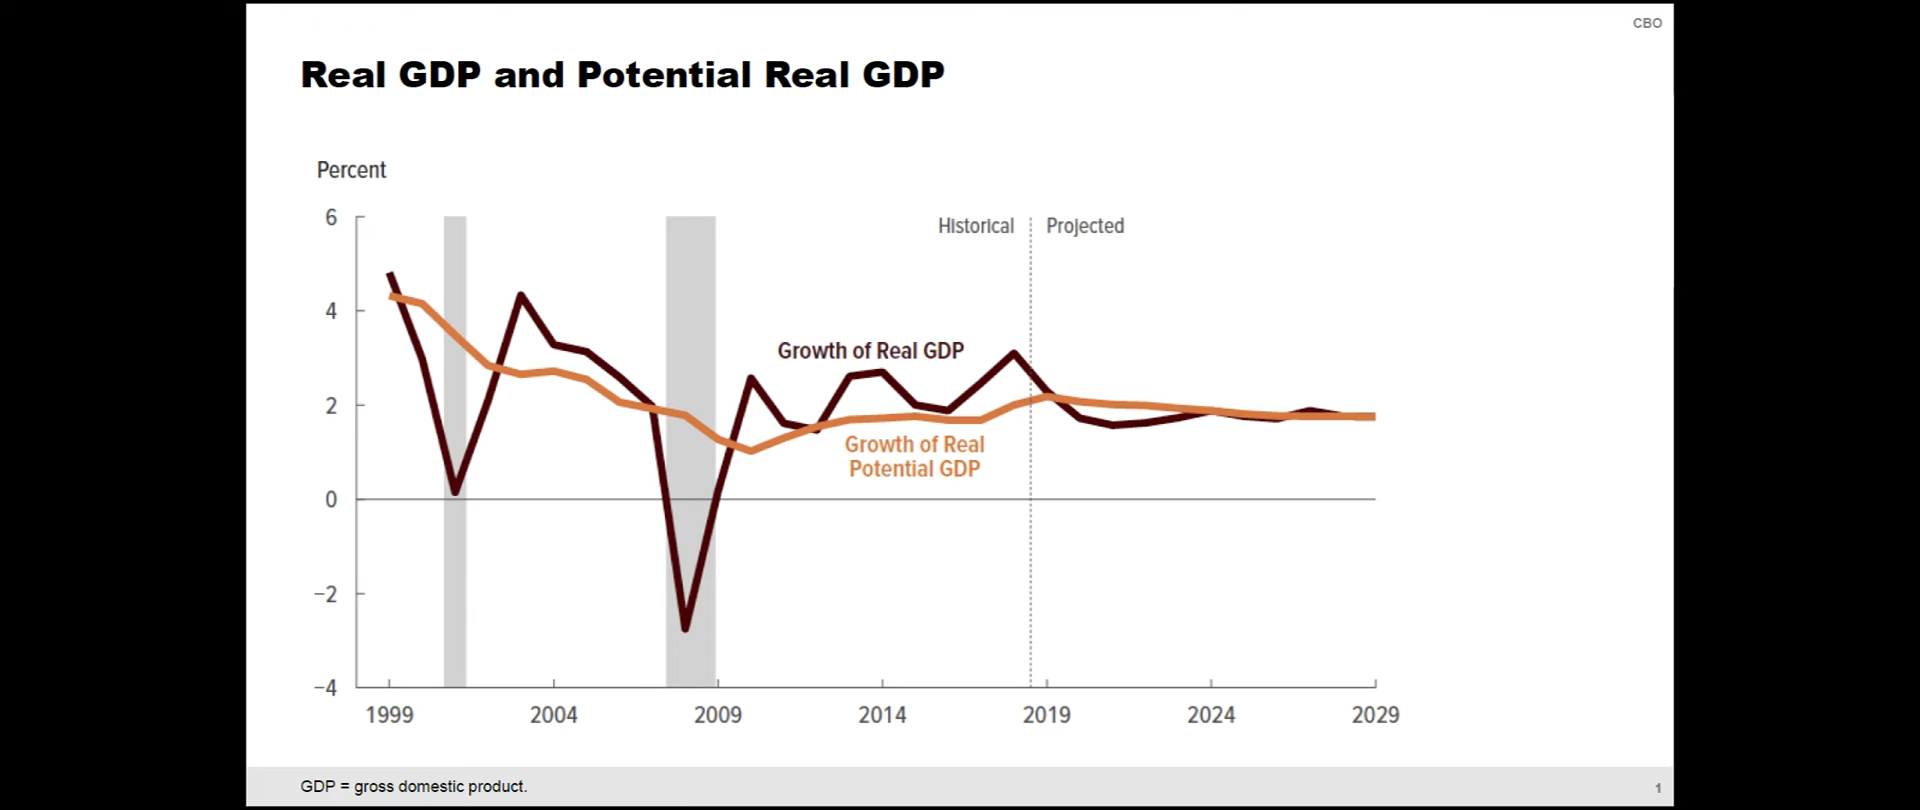 CBO
Real GDP and Potential Real GDP
Percent
6
Historical
Projected
4
Growth of Real GDP
2
Growth of Real
Potential GDP
0
−2
−4
1999
2004
2009
2014
2019
2024
2029
GDP = gross domestic product.
1